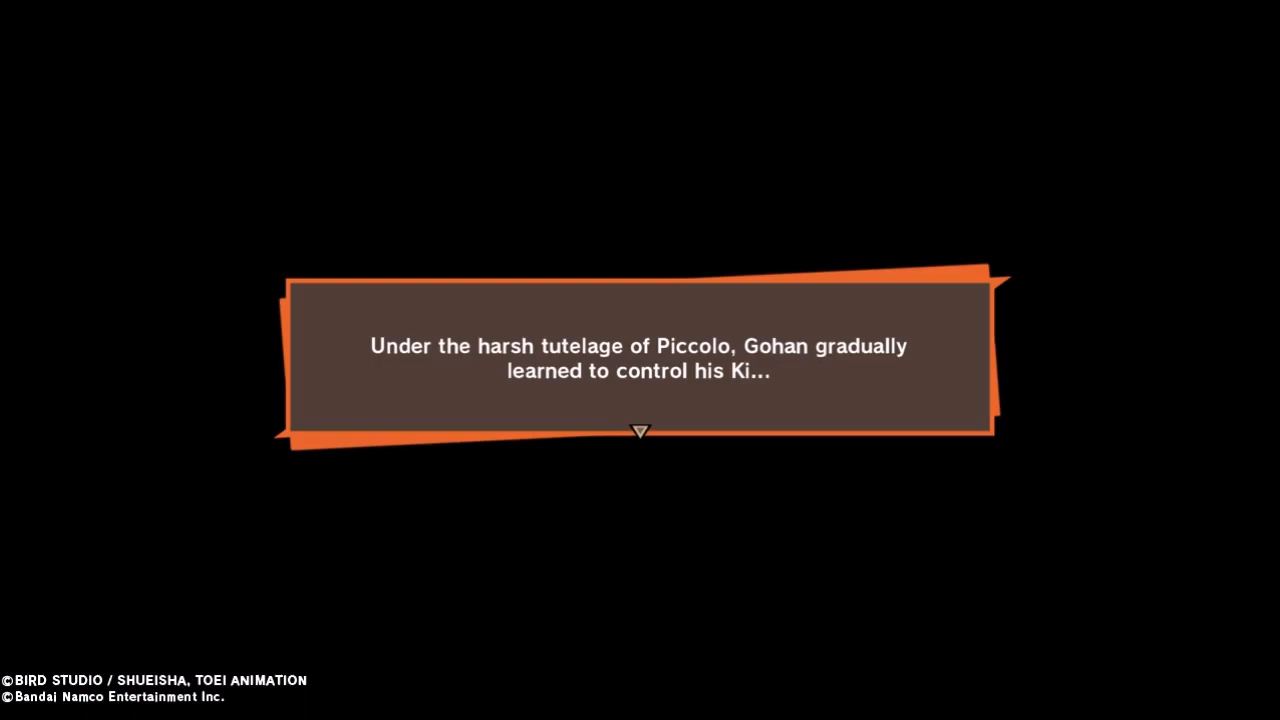 Under the harsh tutelage of Piccolo, Gohan gradually
learned to control his Ki...
©BIRD STUDIO / SHUEISHA, TOEI ANIMATION
©Bandai Namco Entertainment Inc.